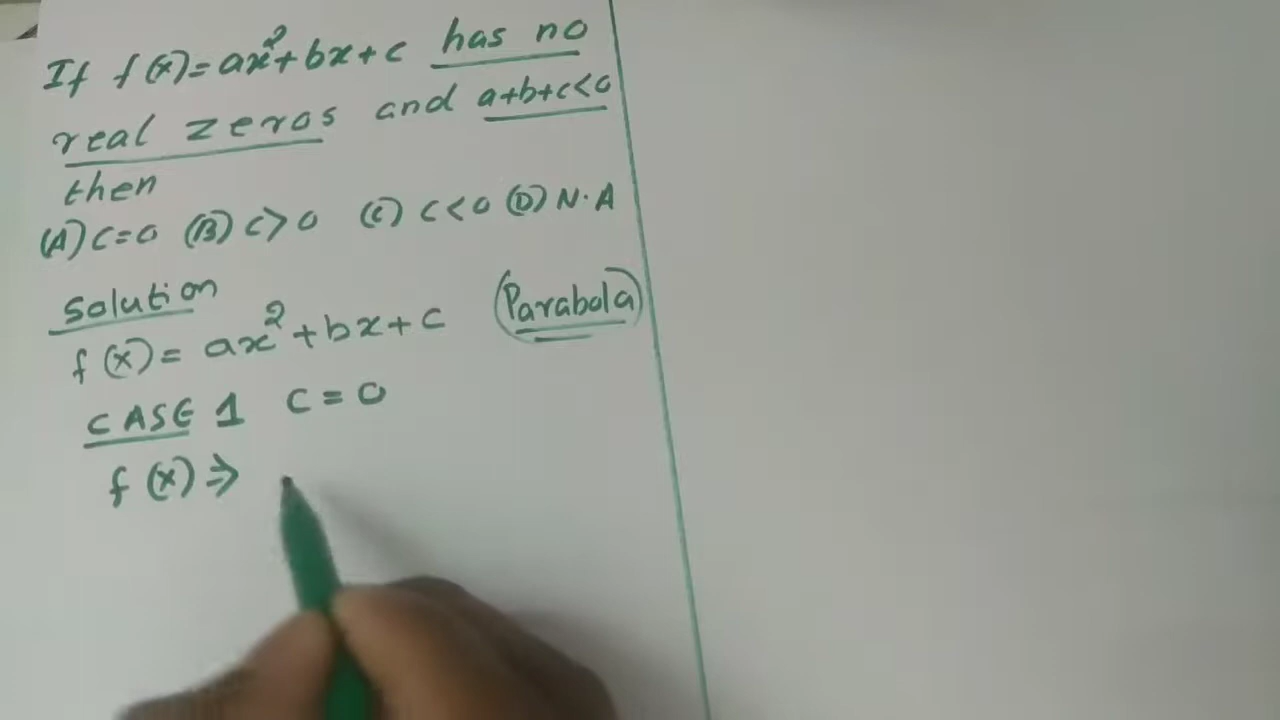 If f(x)=ax²+bx+c has no
real zeros and a+b+c<0
then
(A) C=0 (B) C>0 (C) C<0 (D) N.A
Solution
f(x)= ax²+bx+c (Parabola)
CASE 1 C=0
f(x)⇒